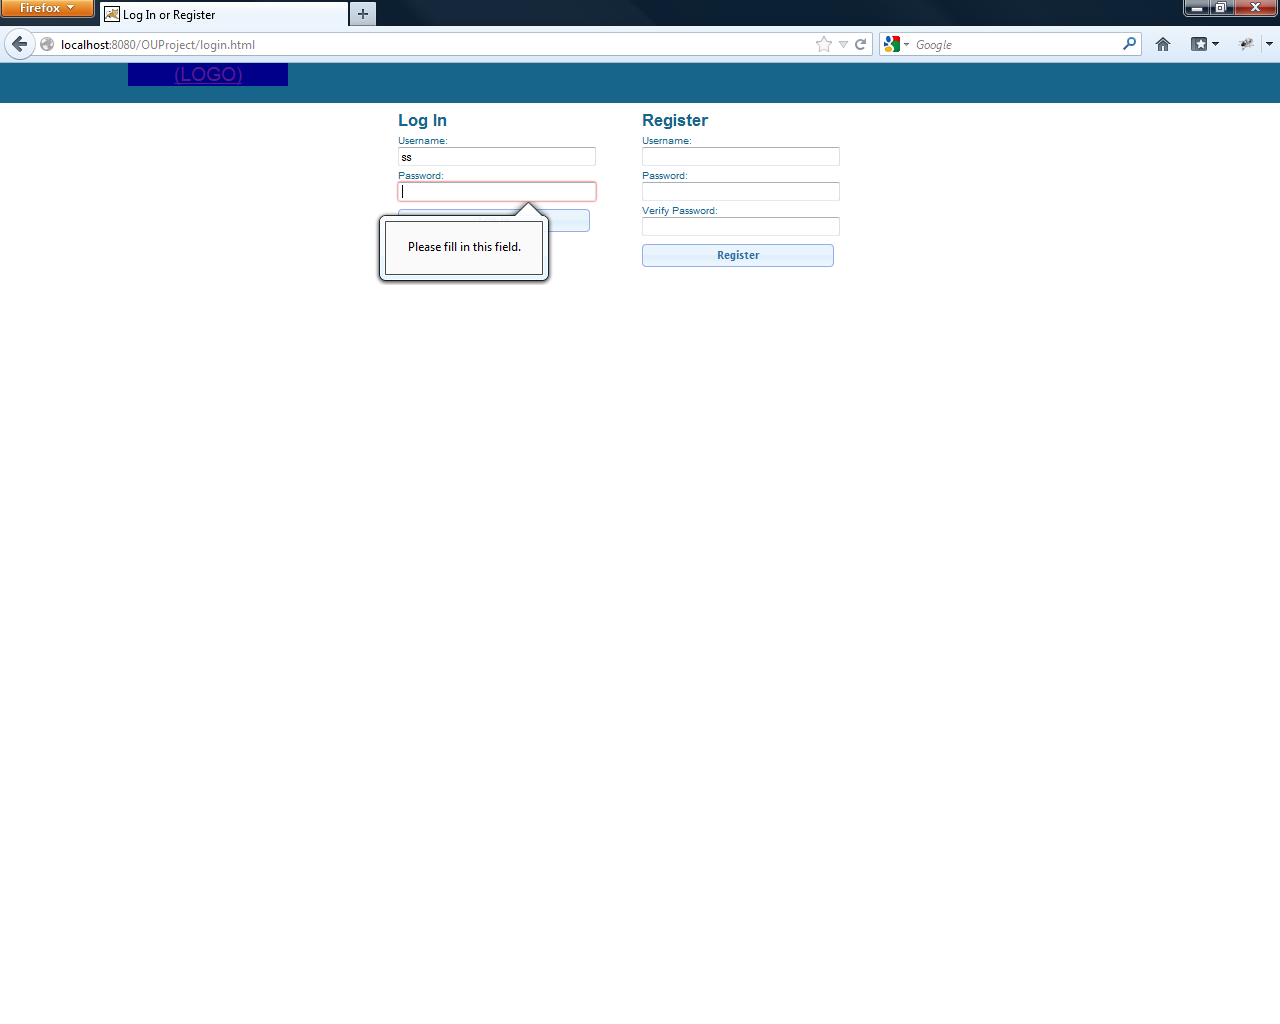 Firefox
Log In or Register
localhost:8080/OUProject/login.html
Google
(LOGO)
Log In
Username:
ss
Password:
Please fill in this field.
Register
Username:
Password:
Verify Password:
Register